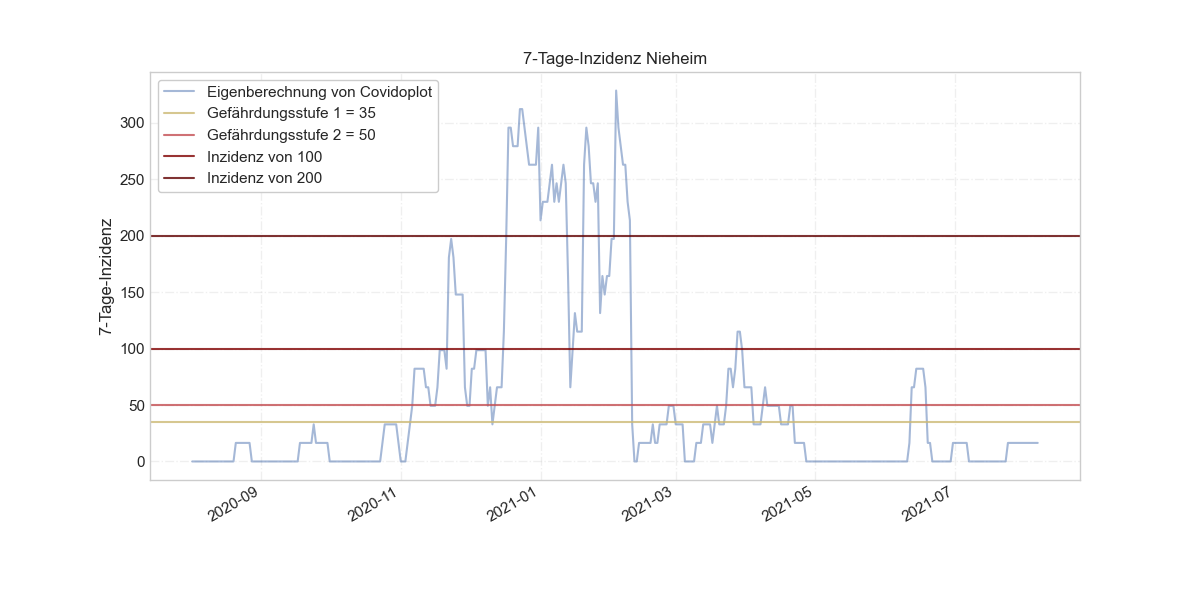 7-Tage-Inzidenz Nieheim
Eigenberechnung von Covidoplot
Gefährdungsstufe 1 = 35
Gefährdungsstufe 2 = 50
Inzidenz von 100
Inzidenz von 200
7-Tage-Inzidenz
300
250
200
150
100
50
0
2020-09
2020-11
2021-01
2021-03
2021-05
2021-07